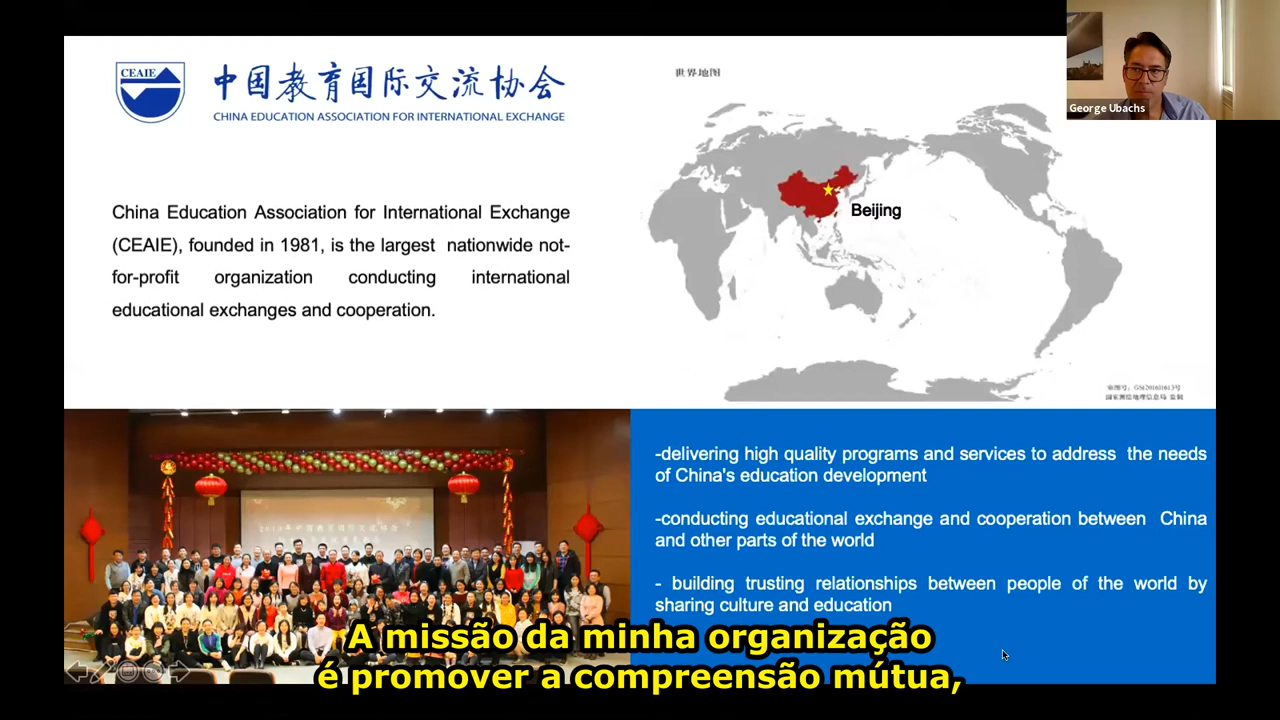 CEAIE
中国教育国际交流协会
CHINA EDUCATION ASSOCIATION FOR INTERNATIONAL EXCHANGE
世界地图
George Ubachs
Beijing
China Education Association for International Exchange
(CEAIE), founded in 1981, is the largest nationwide not-
for-profit organization conducting international
educational exchanges and cooperation.
-delivering high quality programs and services to address the needs
of China's education development
-conducting educational exchange and cooperation between China
and other parts of the world
- building trusting relationships between people of the world by
sharing culture and education
A missão da minha organização
é promover a compreensão mútua,